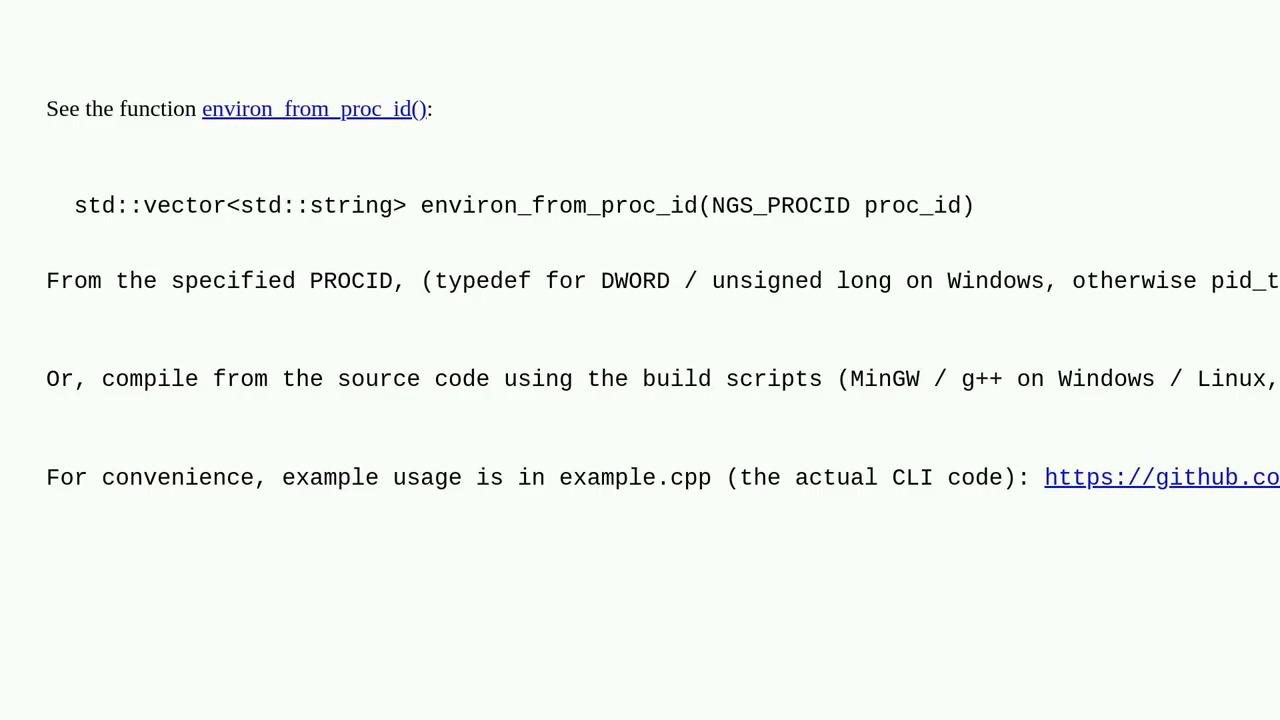 See the function environ_from_proc_id():
std::vector<std::string> environ_from_proc_id(NGS_PROCID proc_id)
From the specified PROCID, (typedef for DWORD / unsigned long on Windows, otherwise pid_t
Or, compile from the source code using the build scripts (MinGW / g++ on Windows / Linux,
For convenience, example usage is in example.cpp (the actual CLI code): https://github.co